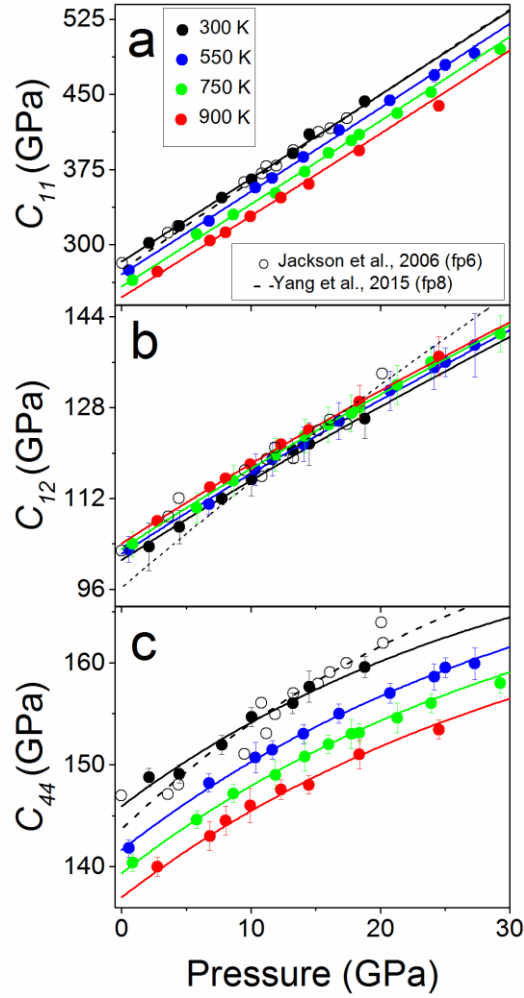 a
300 K
550 K
750 K
900 K
525
450
375
300
C11 (GPa)
Jackson et al., 2006 (fp6)
Yang et al., 2015 (fp8)
b
144
128
112
96
C12 (GPa)
c
160
150
140
C44 (GPa)
0 10 20 30
Pressure (GPa)